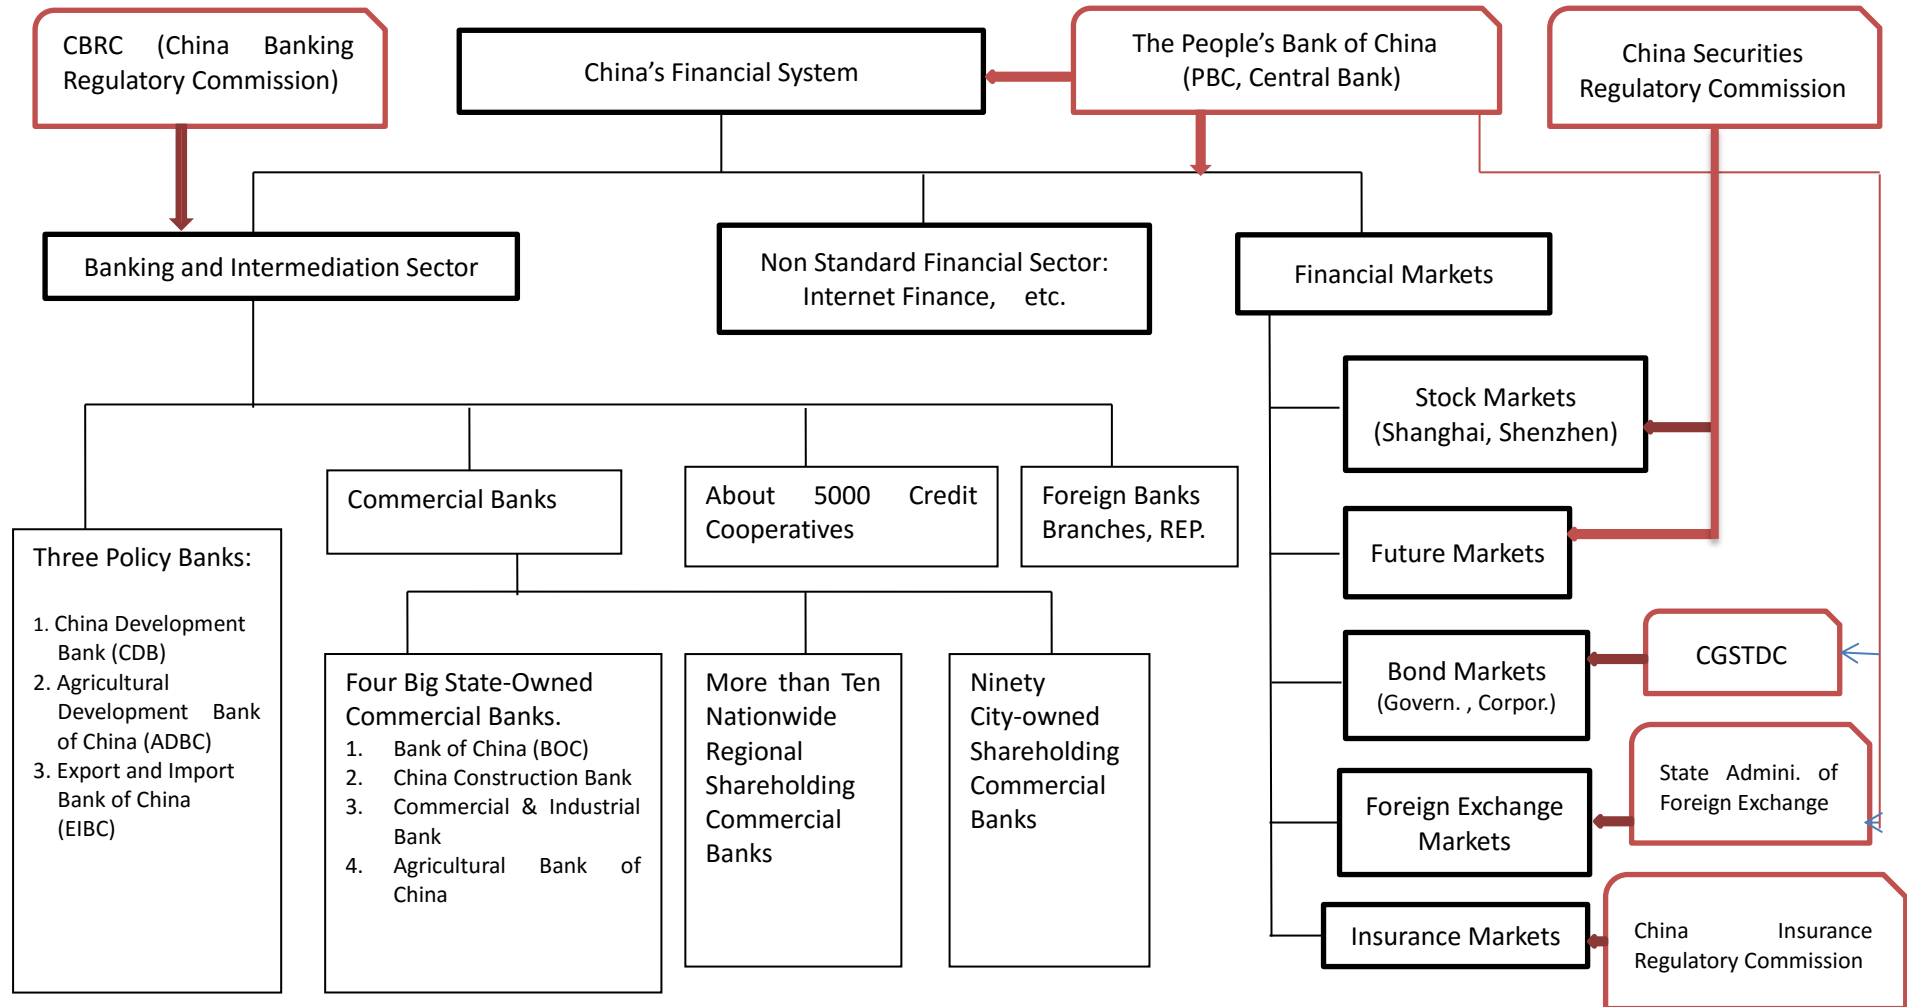 CBRC (China Banking
Regulatory Commission)
China's Financial System
The People's Bank of China
(PBC, Central Bank)
China Securities
Regulatory Commission
Banking and Intermediation Sector
Non Standard Financial Sector:
Internet Finance, etc.
Financial Markets
Stock Markets
(Shanghai, Shenzhen)
Commercial Banks
About 5000 Credit
Cooperatives
Foreign Banks
Branches, REP.
Future Markets
Three Policy Banks:
1. China Development
Bank (CDB)
2. Agricultural
Development Bank
of China (ADBC)
3. Export and Import
Bank of China
(EIBC)
Four Big State-Owned
Commercial Banks.
1. Bank of China (BOC)
2. China Construction Bank
3. Commercial & Industrial
Bank
4. Agricultural Bank of
China
More than Ten
Nationwide
Regional
Shareholding
Commercial
Banks
Ninety
City-owned
Shareholding
Commercial
Banks
Bond Markets
(Govern. , Corpor.)
CGSTDC
Foreign Exchange
Markets
State Admini. of
Foreign Exchange
Insurance Markets
China Insurance
Regulatory Commission